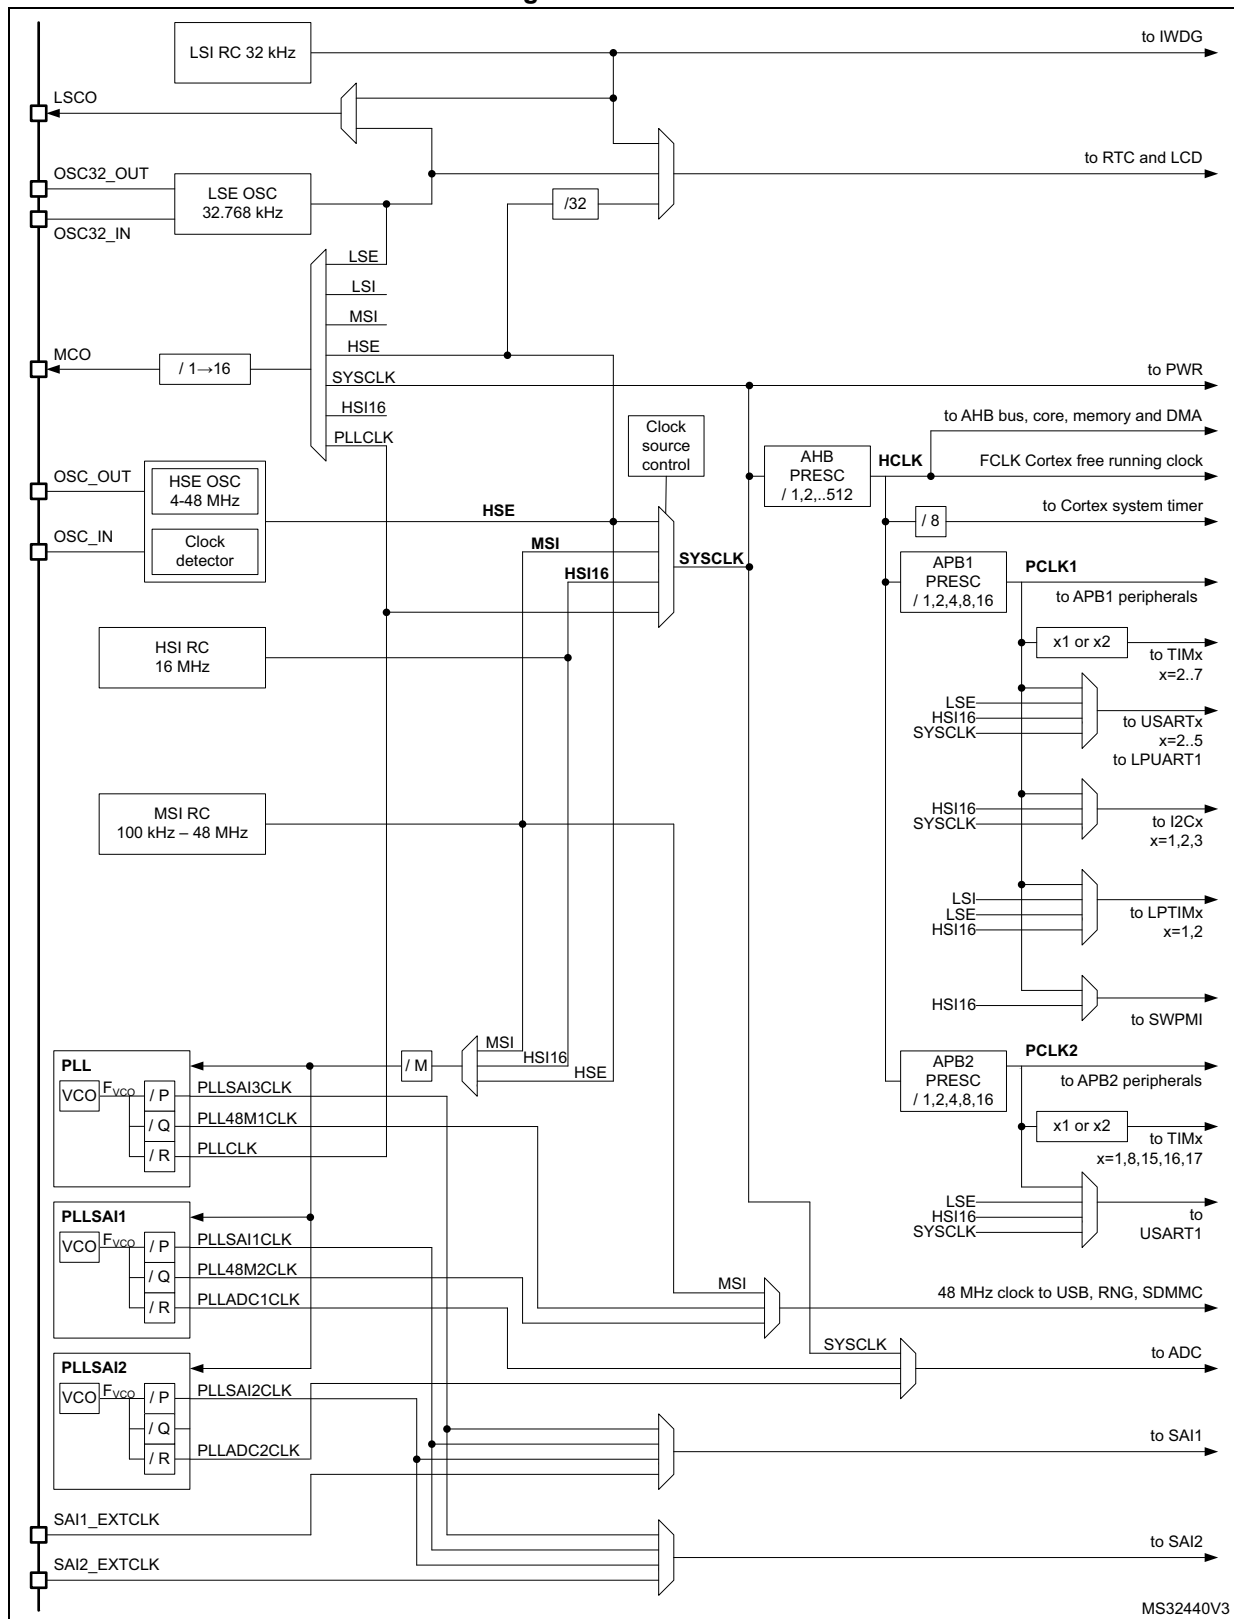 to IWDG
LSI RC 32 kHz
LSCO
to RTC and LCD
OSC32_OUT
LSE OSC
32.768 kHz
/32
OSC32_IN
LSE
LSI
MSI
HSE
MCO
/ 1→16
SYSCLK
to PWR
HSI16
to AHB bus, core, memory and DMA
PLLCLK
Clock
source
control
AHB
PRESC
/ 1,2,..512
HCLK
FCLK Cortex free running clock
OSC_OUT
HSE OSC
4-48 MHz
to Cortex system timer
HSE
/ 8
OSC_IN
Clock
detector
MSI
SYSCLK
HSI16
APB1
PRESC
/ 1,2,4,8,16
PCLK1
to APB1 peripherals
HSI RC
16 MHz
x1 or x2
to TIMx
x=2..7
LSE
HSI16
SYSCLK
to USARTx
x=2..5
to LPUART1
MSI RC
100 kHz – 48 MHz
HSI16
SYSCLK
to I2Cx
x=1,2,3
LSI
LSE
HSI16
to LPTIMx
x=1,2
HSI16
to SWPMI
MSI
HSI16
HSE
/ M
PLL
VCO
FVCO
/ P
PLLSAI3CLK
/ Q
PLL48M1CLK
/ R
PLLCLK
APB2
PRESC
/ 1,2,4,8,16
PCLK2
to APB2 peripherals
x1 or x2
to TIMx
x=1,8,15,16,17
LSE
HSI16
SYSCLK
to
USART1
PLLSAI1
VCO
FVCO
/ P
PLLSAI1CLK
/ Q
PLL48M2CLK
/ R
PLLADC1CLK
MSI
48 MHz clock to USB, RNG, SDMMC
SYSCLK
to ADC
PLLSAI2
VCO
FVCO
/ P
PLLSAI2CLK
/ Q
/ R
PLLADC2CLK
to SAI1
SAI1_EXTCLK
to SAI2
SAI2_EXTCLK
MS32440V3